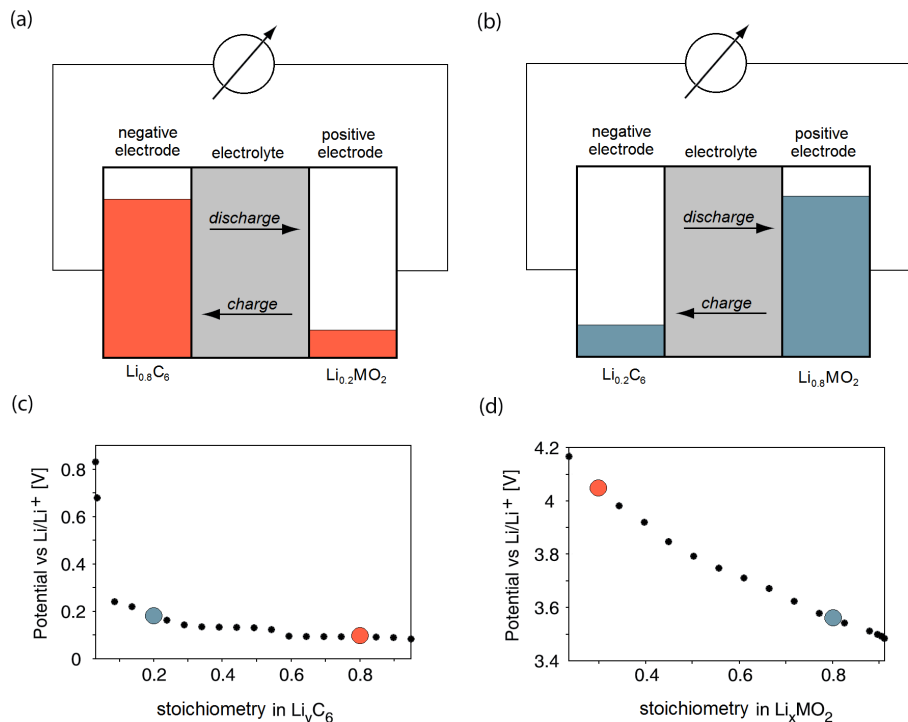 (a)
negative
electrode
electrolyte
positive
electrode
discharge
charge
Li0.8C6
Li0.2MO2
(b)
negative
electrode
electrolyte
positive
electrode
discharge
charge
Li0.2C6
Li0.8MO2
(c)
Potential vs Li/Li+ [V]
0.8
0.6
0.4
0.2
0
0.2
0.4
0.6
0.8
stoichiometry in LiyC6
(d)
Potential vs Li/Li+ [V]
4.2
4
3.8
3.6
3.4
0.4
0.6
0.8
stoichiometry in LixMO2